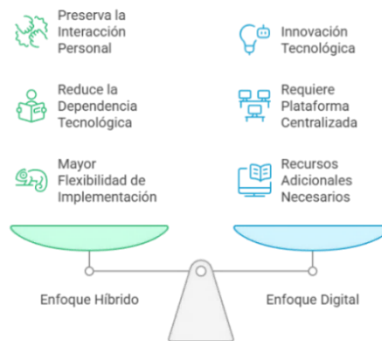 Preserva la
Interacción
Personal
Innovación
Tecnológica
Reduce la
Dependencia
Tecnológica
Requiere
Plataforma
Centralizada
Mayor
Flexibilidad de
Implementación
Recursos
Adicionales
Necesarios
Enfoque Híbrido
Enfoque Digital